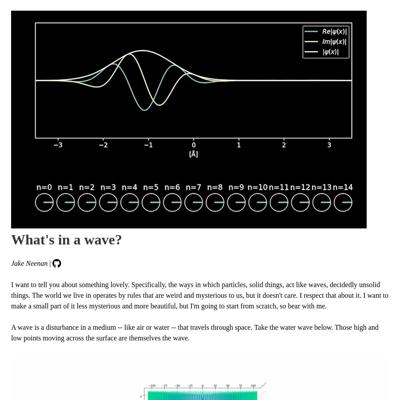 Re|ψ(x)|
Im|ψ(x)|
|ψ(x)|
−3 −2 −1 0 1 2 3
[Å]
n=0 n=1 n=2 n=3 n=4 n=5 n=6 n=7 n=8 n=9 n=10 n=11 n=12 n=13 n=14
What's in a wave?
Jake Neenan |
I want to tell you about something lovely. Specifically, the ways in which particles, solid things, act like waves, decidedly unsolid
things. The world we live in operates by rules that are weird and mysterious to us, but it doesn't care. I respect that about it. I want to
make a small part of it less mysterious and more beautiful, but I'm going to start from scratch, so bear with me.
A wave is a disturbance in a medium -- like air or water -- that travels through space. Take the water wave below. Those high and
low points moving across the surface are themselves the wave.